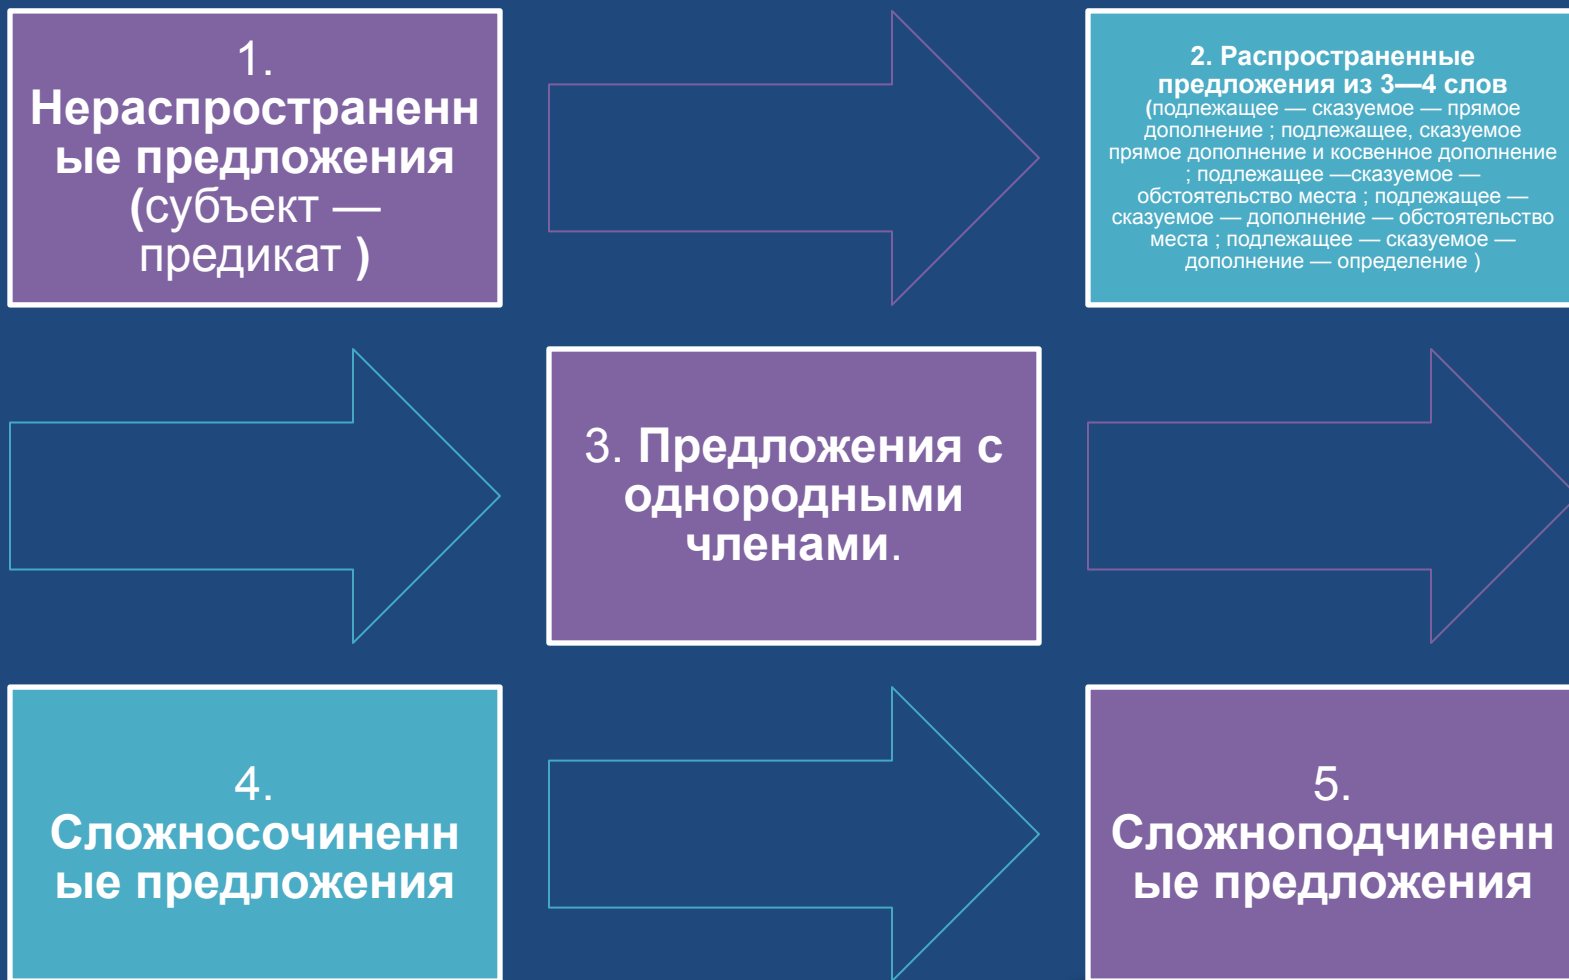 1.
Нераспространенн
ые предложения
(субъект —
предикат )
2. Распространенные
предложения из 3—4 слов
(подлежащее — сказуемое — прямое
дополнение ; подлежащее, сказуемое
прямое дополнение и косвенное дополнение
; подлежащее —сказуемое —
обстоятельство места ; подлежащее —
сказуемое — дополнение — обстоятельство
места ; подлежащее — сказуемое —
дополнение — определение )
3. Предложения с
однородными
членами.
4.
Сложносочиненн
ые предложения
5.
Сложноподчиненн
ые предложения